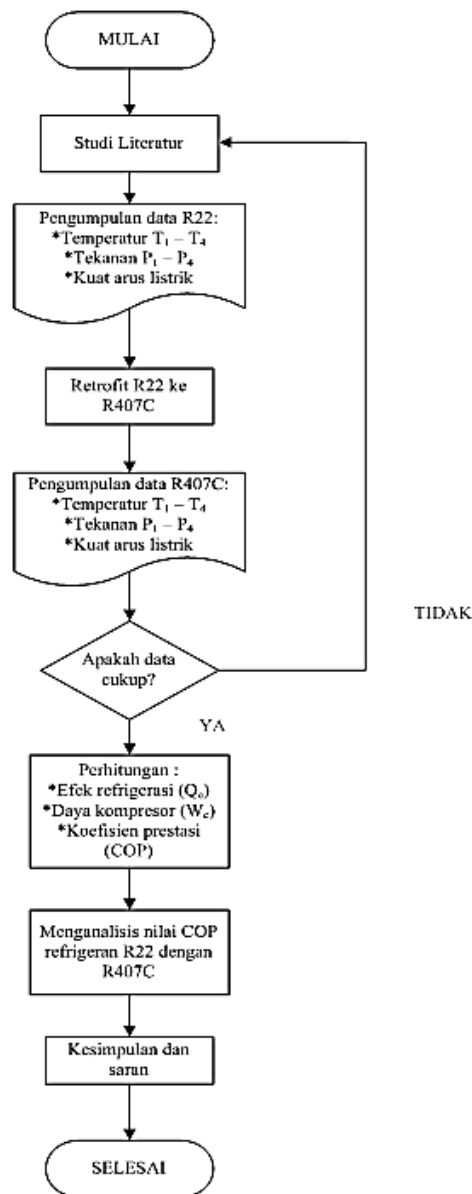 MULAI
Studi Literatur
Pengumpulan data R22:
*Temperatur T₁ – T₄
*Tekanan P₁ – P₄
*Kuat arus listrik
Retrofit R22 ke
R407C
Pengumpulan data R407C:
*Temperatur T₁ – T₄
*Tekanan P₁ – P₄
*Kuat arus listrik
Apakah data
cukup?
TIDAK
YA
Perhitungan :
*Efek refrigerasi (Qₑ)
*Daya kompresor (W꜀)
*Koefisien prestasi
(COP)
Menganalisis nilai COP
refrigeran R22 dengan
R407C
Kesimpulan dan
saran
SELESAI